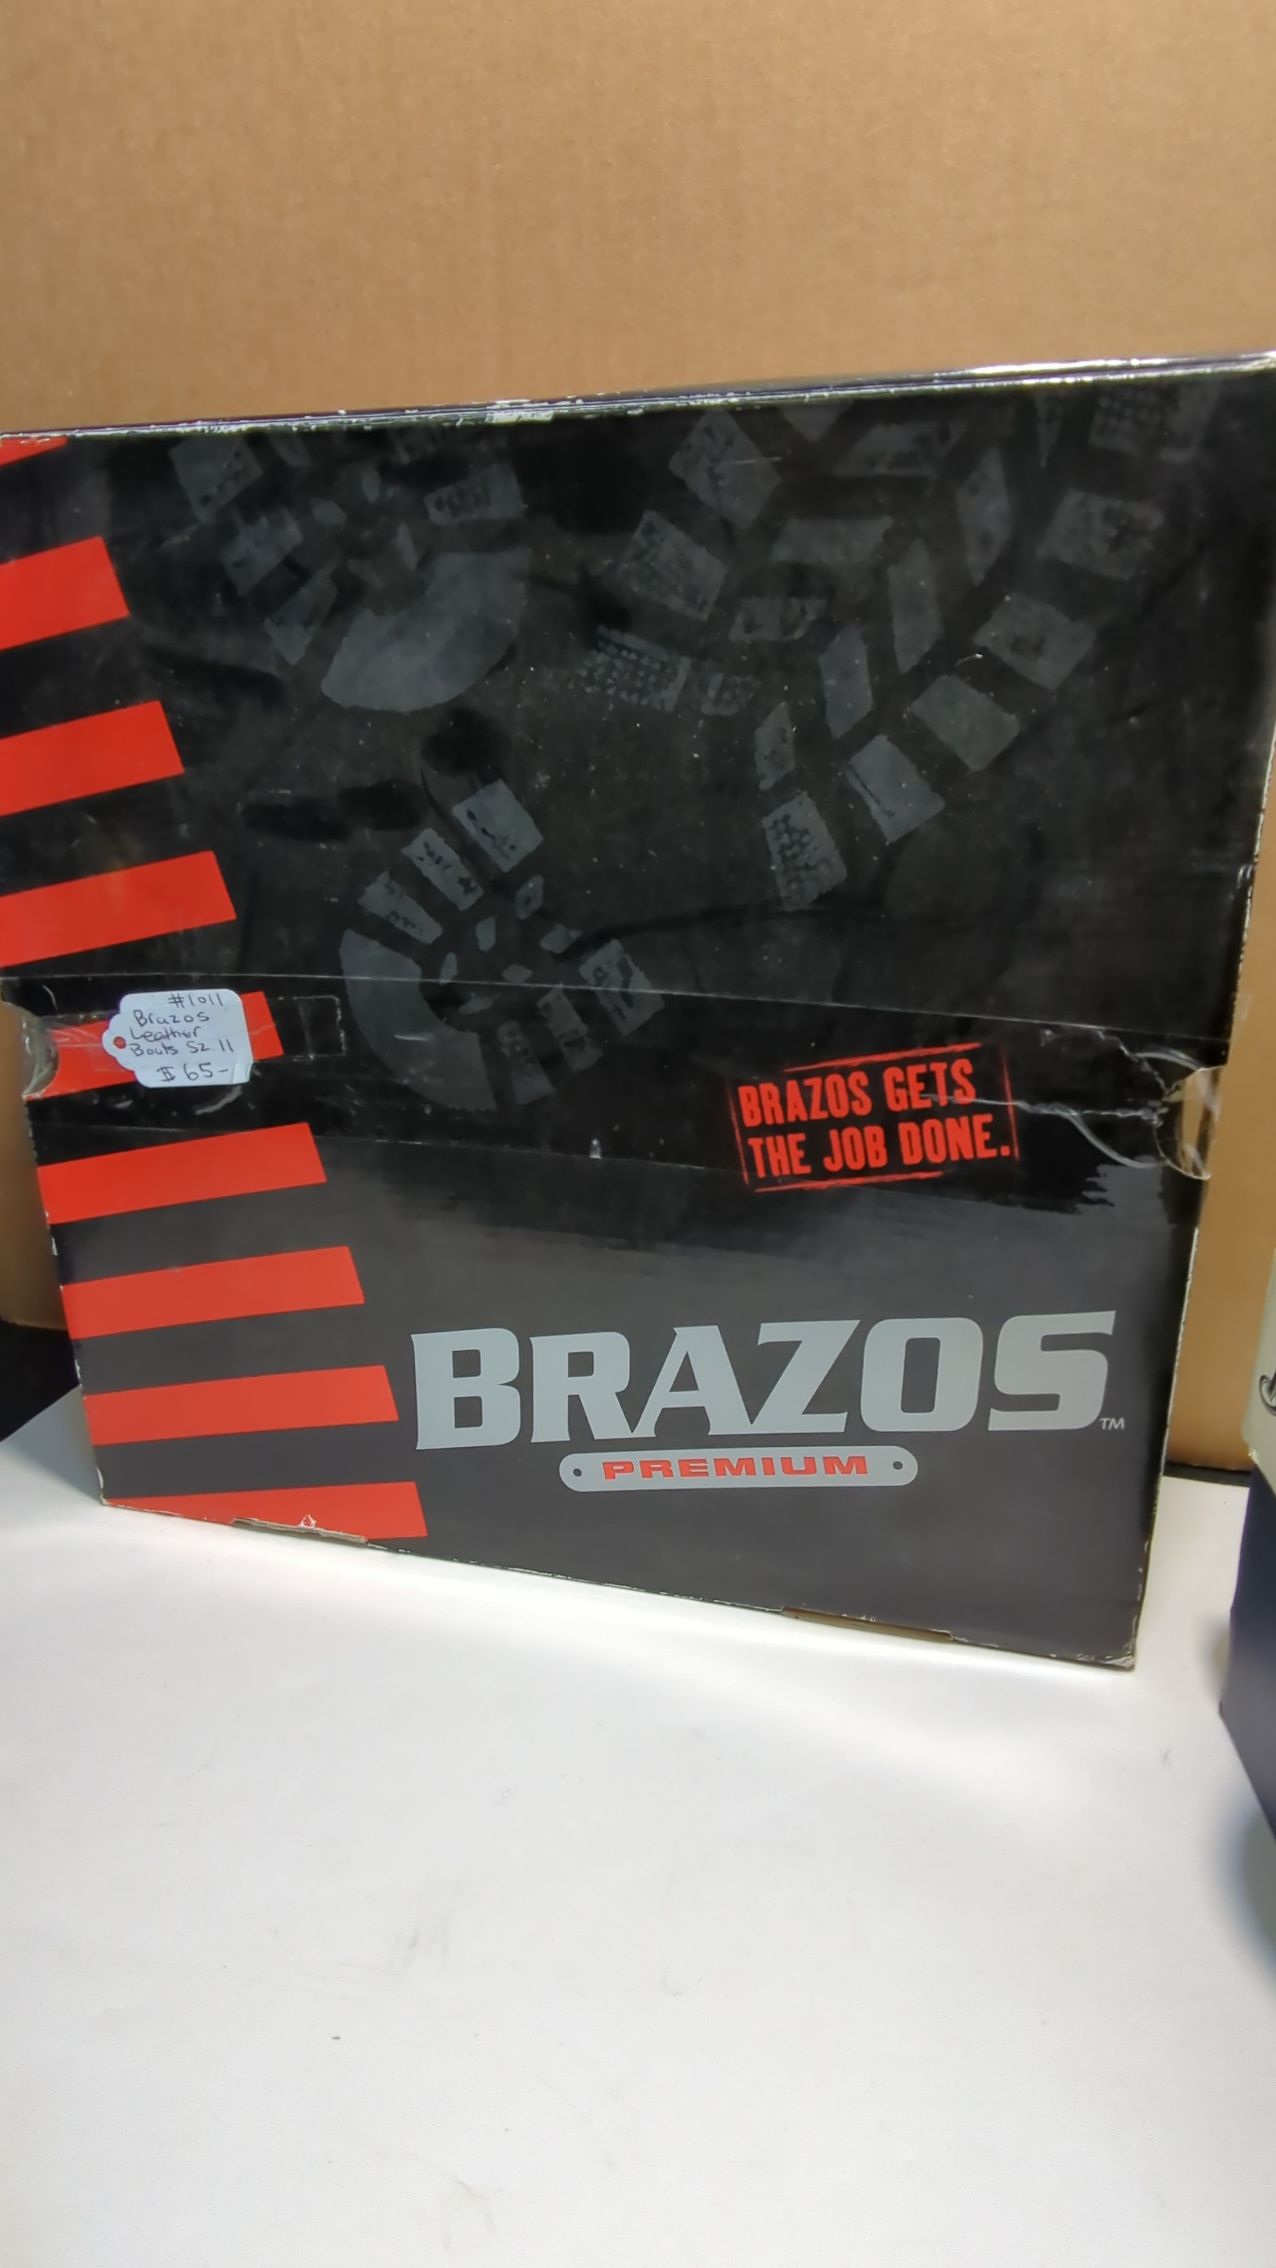 #1011
Brazos
Leather
Boots Sz 11
$65-
BRAZOS GETS
THE JOB DONE.
BRAZOS™
PREMIUM